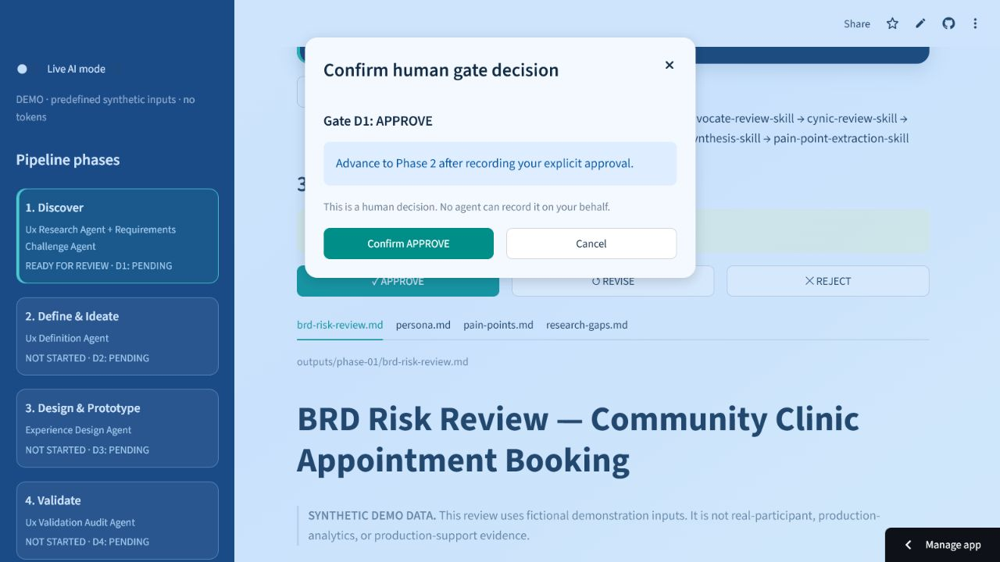 Share
Live AI mode
DEMO · predefined synthetic inputs · no
tokens
Pipeline phases
1. Discover
Ux Research Agent + Requirements
Challenge Agent
READY FOR REVIEW · D1: PENDING
2. Define & Ideate
Ux Definition Agent
NOT STARTED · D2: PENDING
3. Design & Prototype
Experience Design Agent
NOT STARTED · D3: PENDING
4. Validate
Ux Validation Audit Agent
NOT STARTED · D4: PENDING
Confirm human gate decision
Gate D1: APPROVE
Advance to Phase 2 after recording your explicit approval.
This is a human decision. No agent can record it on your behalf.
Confirm APPROVE
Cancel
vocate-review-skill → cynic-review-skill →
ynthesis-skill → pain-point-extraction-skill
3
✓ APPROVE
↺ REVISE
✕ REJECT
brd-risk-review.md
persona.md
pain-points.md
research-gaps.md
outputs/phase-01/brd-risk-review.md
BRD Risk Review — Community Clinic
Appointment Booking
SYNTHETIC DEMO DATA. This review uses fictional demonstration inputs. It is not real-participant, production-
analytics, or production-support evidence.
Manage app